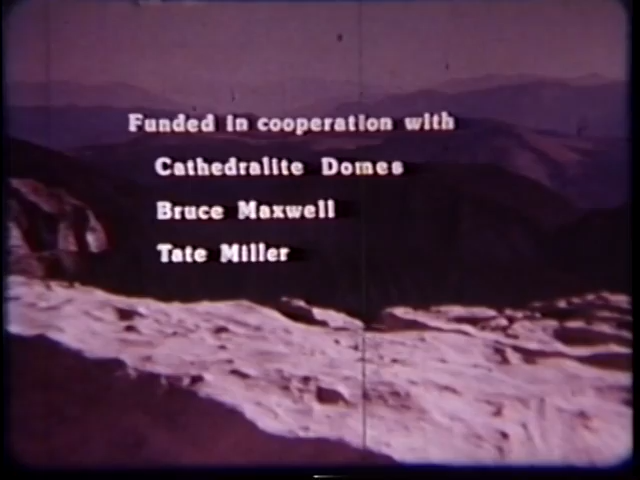 Funded in cooperation with
Cathedralite Domes
Bruce Maxwell
Tate Miller